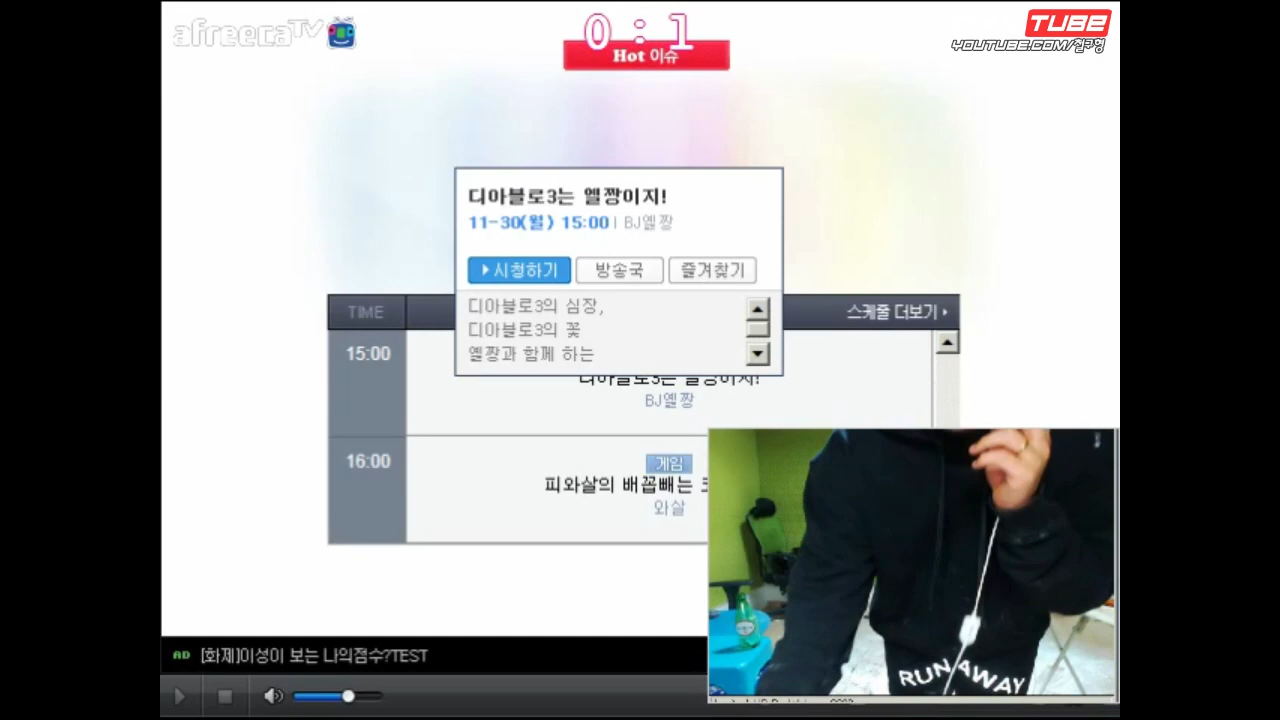 afreecaTV
0 : 1
TUBE
YOUTUBE.COM/철구형
Hot 이슈
디아블로3는 옐짱이지!
11-30(월) 15:00 | BJ옐짱
시청하기
방송국
즐겨찾기
디아블로3의 심장,
디아블로3의 꽃
옐짱과 함께 하는
TIME
스케줄 더보기
15:00
디아블로3는 옐짱이지!
BJ옐짱
16:00
게임
피와살의 배꼽빼는
와살
RUN AWAY
AD [화제]이성이 보는 나의점수?TEST